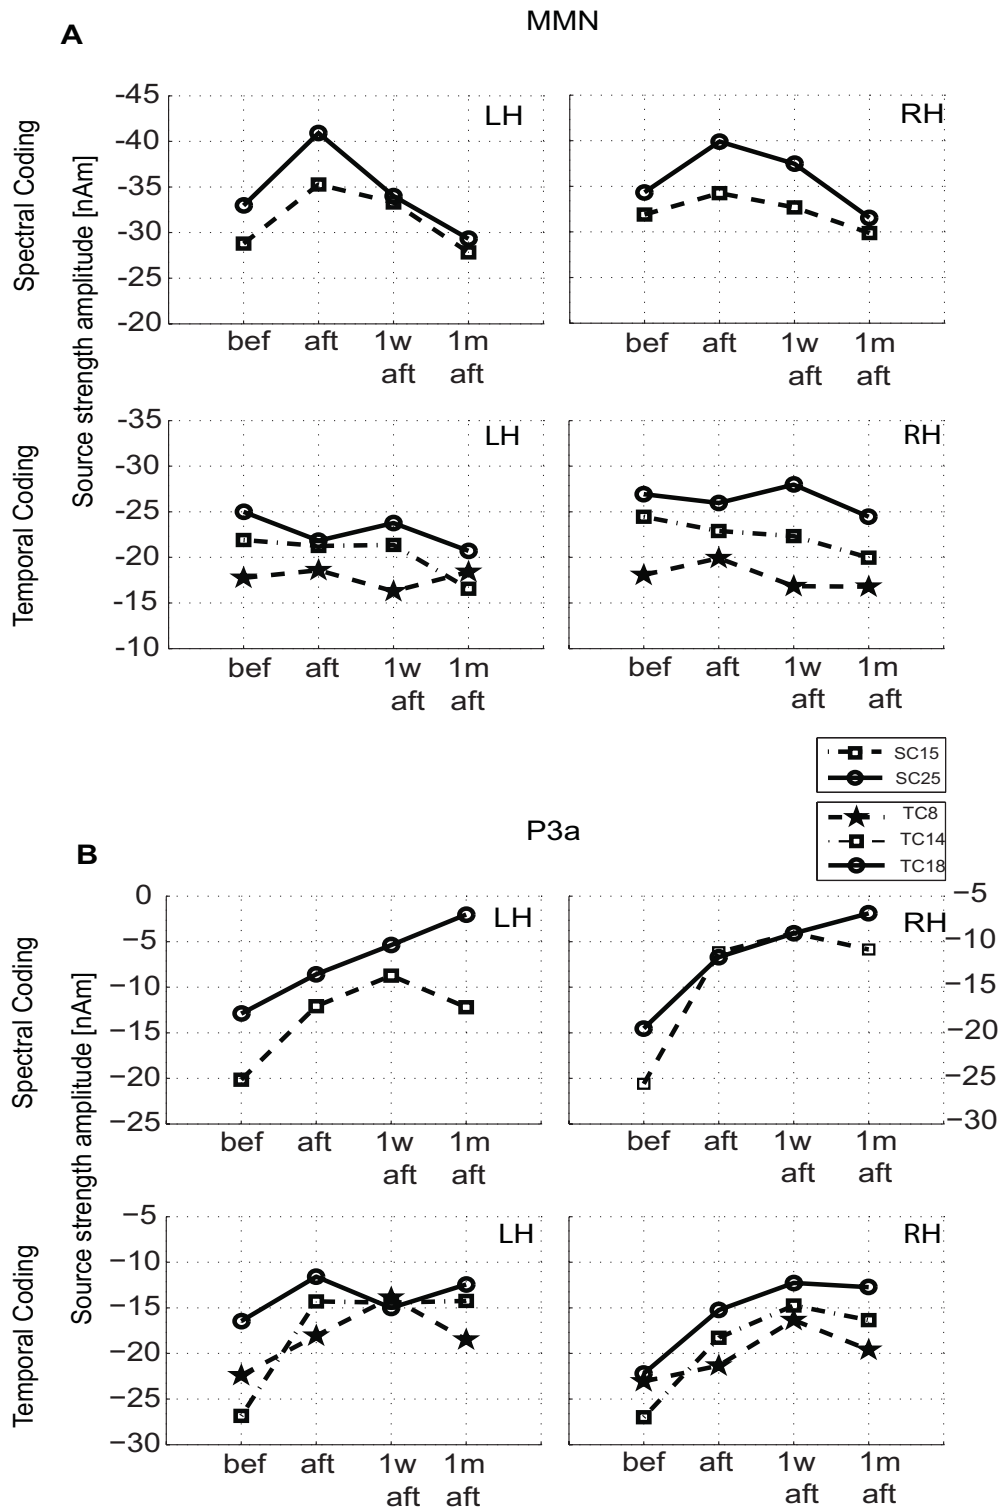 MMN
A
Spectral Coding
Temporal Coding
Source strength amplitude [nAm]
LH
-45
-40
-35
-30
-25
-20
bef aft 1w aft 1m aft
RH
bef aft 1w aft 1m aft
LH
-35
-30
-25
-20
-15
-10
bef aft 1w aft 1m aft
RH
bef aft 1w aft 1m aft
SC15
SC25
TC8
TC14
TC18
P3a
B
Spectral Coding
Temporal Coding
Source strength amplitude [nAm]
LH
0
−5
−10
−15
−20
−25
bef aft 1w aft 1m aft
RH
−5
−10
−15
−20
−25
−30
bef aft 1w aft 1m aft
LH
−5
−10
−15
−20
−25
−30
bef aft 1w aft 1m aft
RH
bef aft 1w aft 1m aft